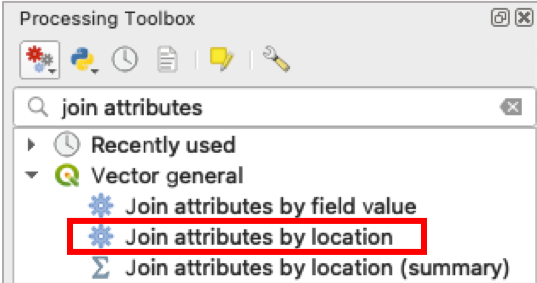 Processing Toolbox
join attributes
Recently used
Vector general
Join attributes by field value
Join attributes by location
Join attributes by location (summary)